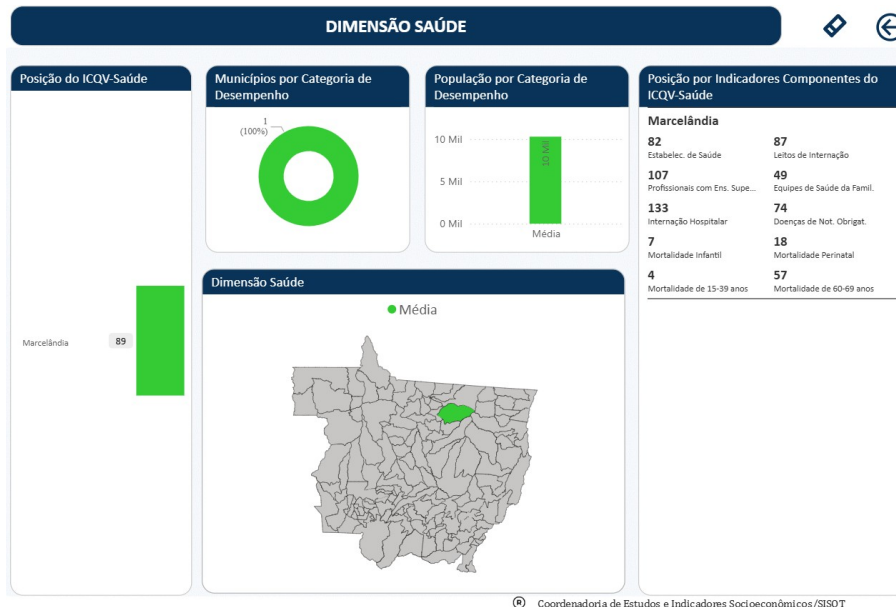 DIMENSÃO SAÚDE
Posição do ICQV-Saúde
Marcelândia
89
Municípios por Categoria de
Desempenho
1
(100%)
População por Categoria de
Desempenho
10 Mil
5 Mil
0 Mil
10 Mil
Média
Dimensão Saúde
Média
Posição por Indicadores Componentes do
ICQV-Saúde
Marcelândia
82
Estabelec. de Saúde
87
Leitos de Internação
107
Profissionais com Ens. Supe...
49
Equipes de Saúde da Famil.
133
Internação Hospitalar
74
Doenças de Not. Obrigat.
7
Mortalidade Infantil
18
Mortalidade Perinatal
4
Mortalidade de 15-39 anos
57
Mortalidade de 60-69 anos
® Coordenadoria de Estudos e Indicadores Socioeconômicos/SISOT